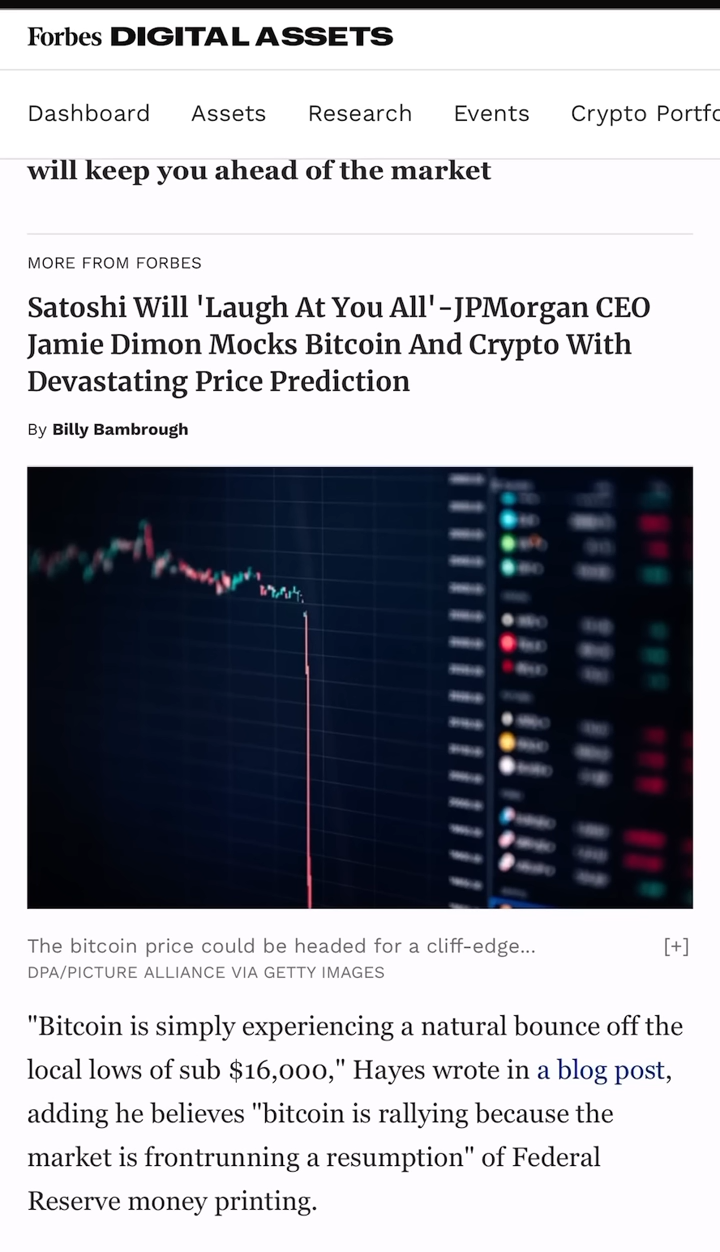 Forbes DIGITAL ASSETS
Dashboard Assets Research Events Crypto Portfo
will keep you ahead of the market
MORE FROM FORBES
Satoshi Will 'Laugh At You All'-JPMorgan CEO
Jamie Dimon Mocks Bitcoin And Crypto With
Devastating Price Prediction
By Billy Bambrough
The bitcoin price could be headed for a cliff-edge... [+]
DPA/PICTURE ALLIANCE VIA GETTY IMAGES
"Bitcoin is simply experiencing a natural bounce off the
local lows of sub $16,000," Hayes wrote in a blog post,
adding he believes "bitcoin is rallying because the
market is frontrunning a resumption" of Federal
Reserve money printing.